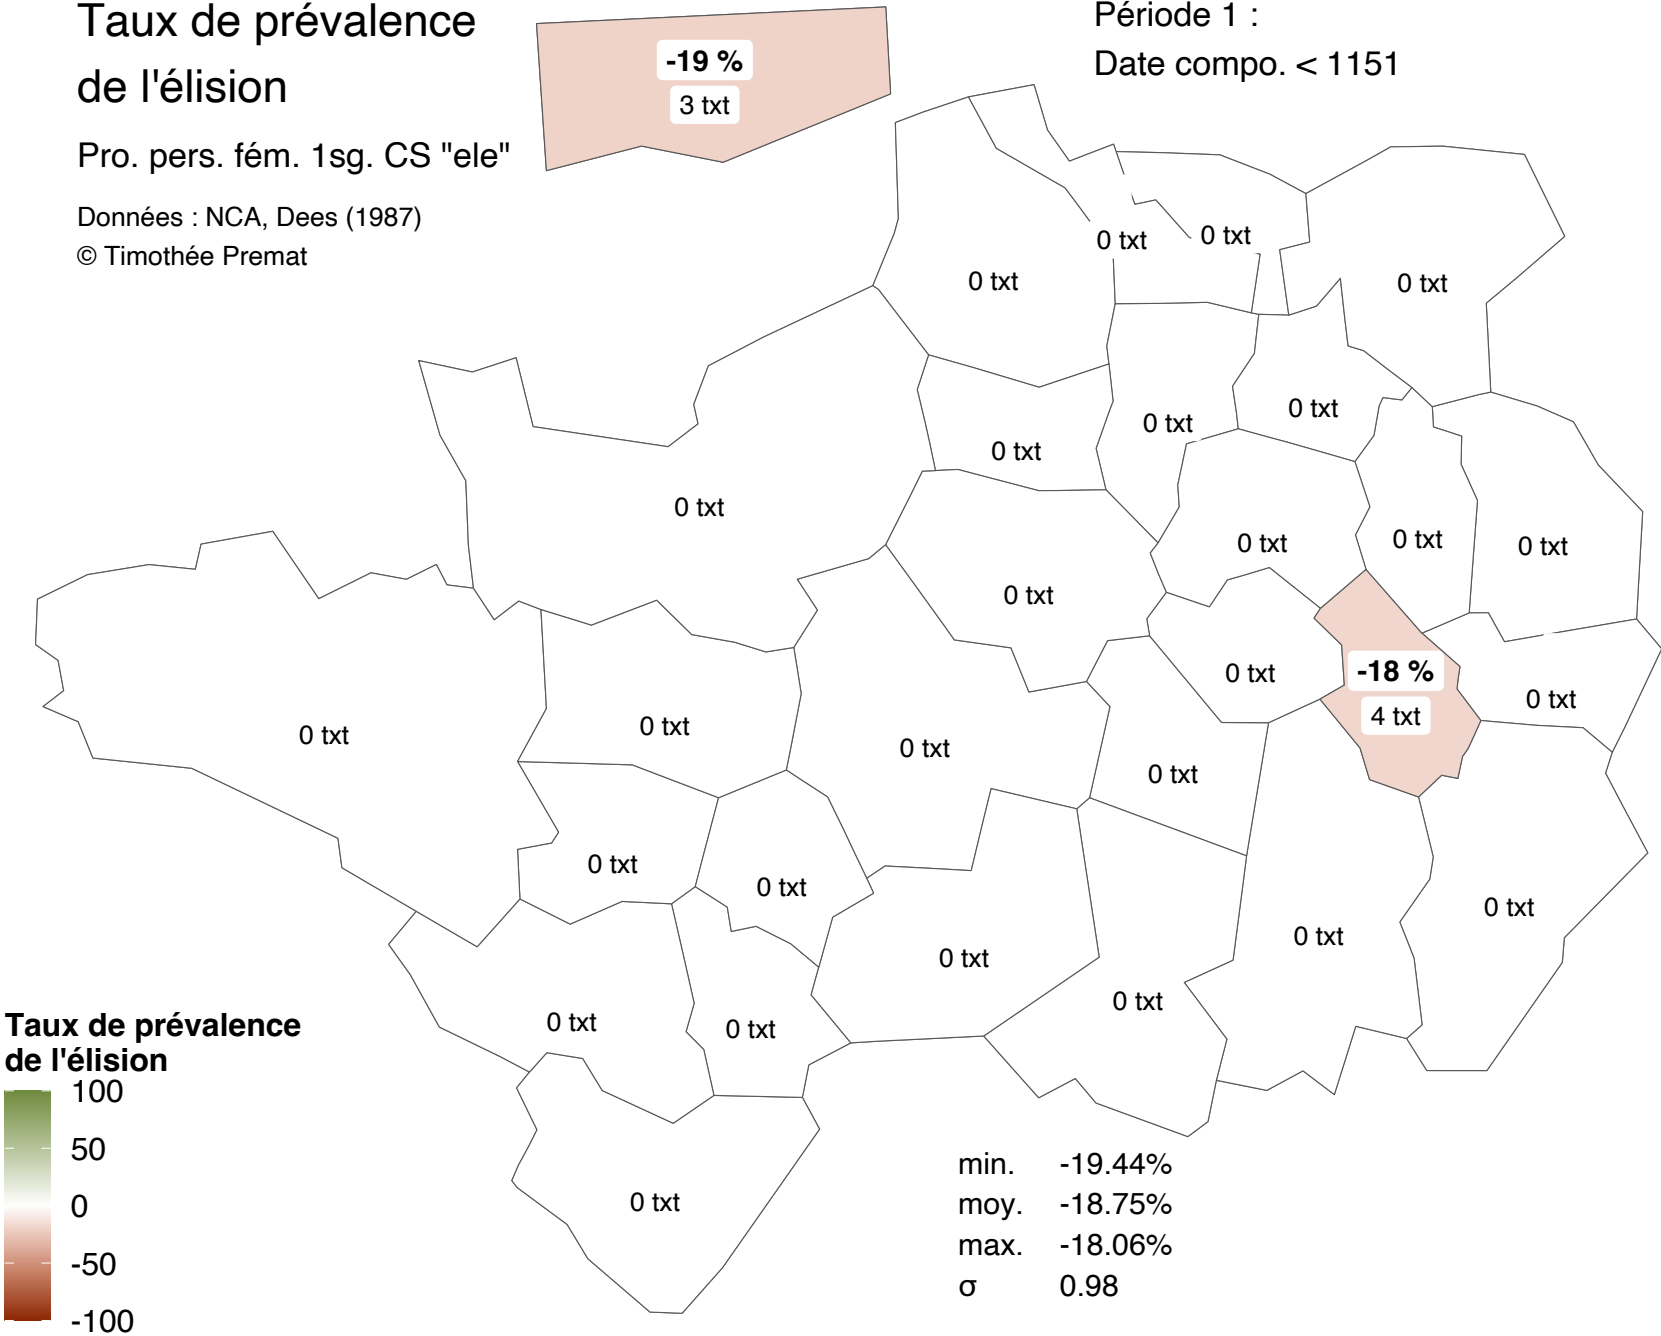 Taux de prévalence
de l'élision
Pro. pers. fém. 1sg. CS "ele"
Données : NCA, Dees (1987)
© Timothée Premat
-19 %
3 txt
Période 1 :
Date compo. < 1151
0 txt
0 txt
0 txt
0 txt
0 txt
0 txt
0 txt
0 txt
0 txt
0 txt
0 txt
0 txt
0 txt
0 txt
-18 %
4 txt
0 txt
0 txt
0 txt
0 txt
0 txt
0 txt
0 txt
0 txt
0 txt
0 txt
0 txt
0 txt
0 txt
0 txt
Taux de prévalence
de l'élision
100
50
0
-50
-100
min. -19.44%
moy. -18.75%
max. -18.06%
σ 0.98